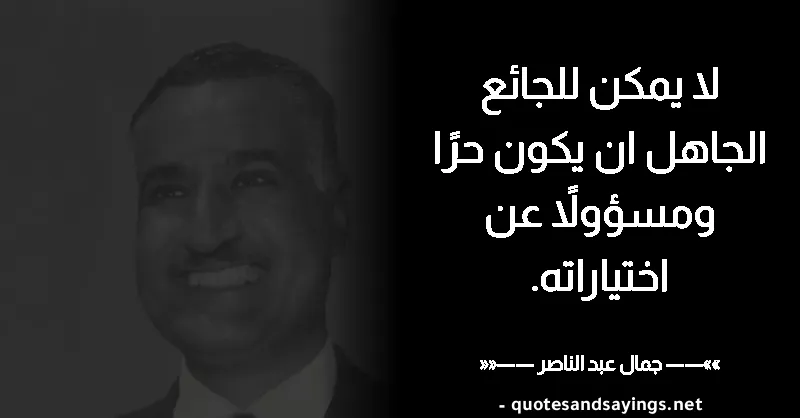 لا يمكن للجائع
الجاهل ان يكون حرًا
ومسؤولًا عن
اختياراته.
»»—— جمال عبد الناصر ——««
- quotesandsayings.net